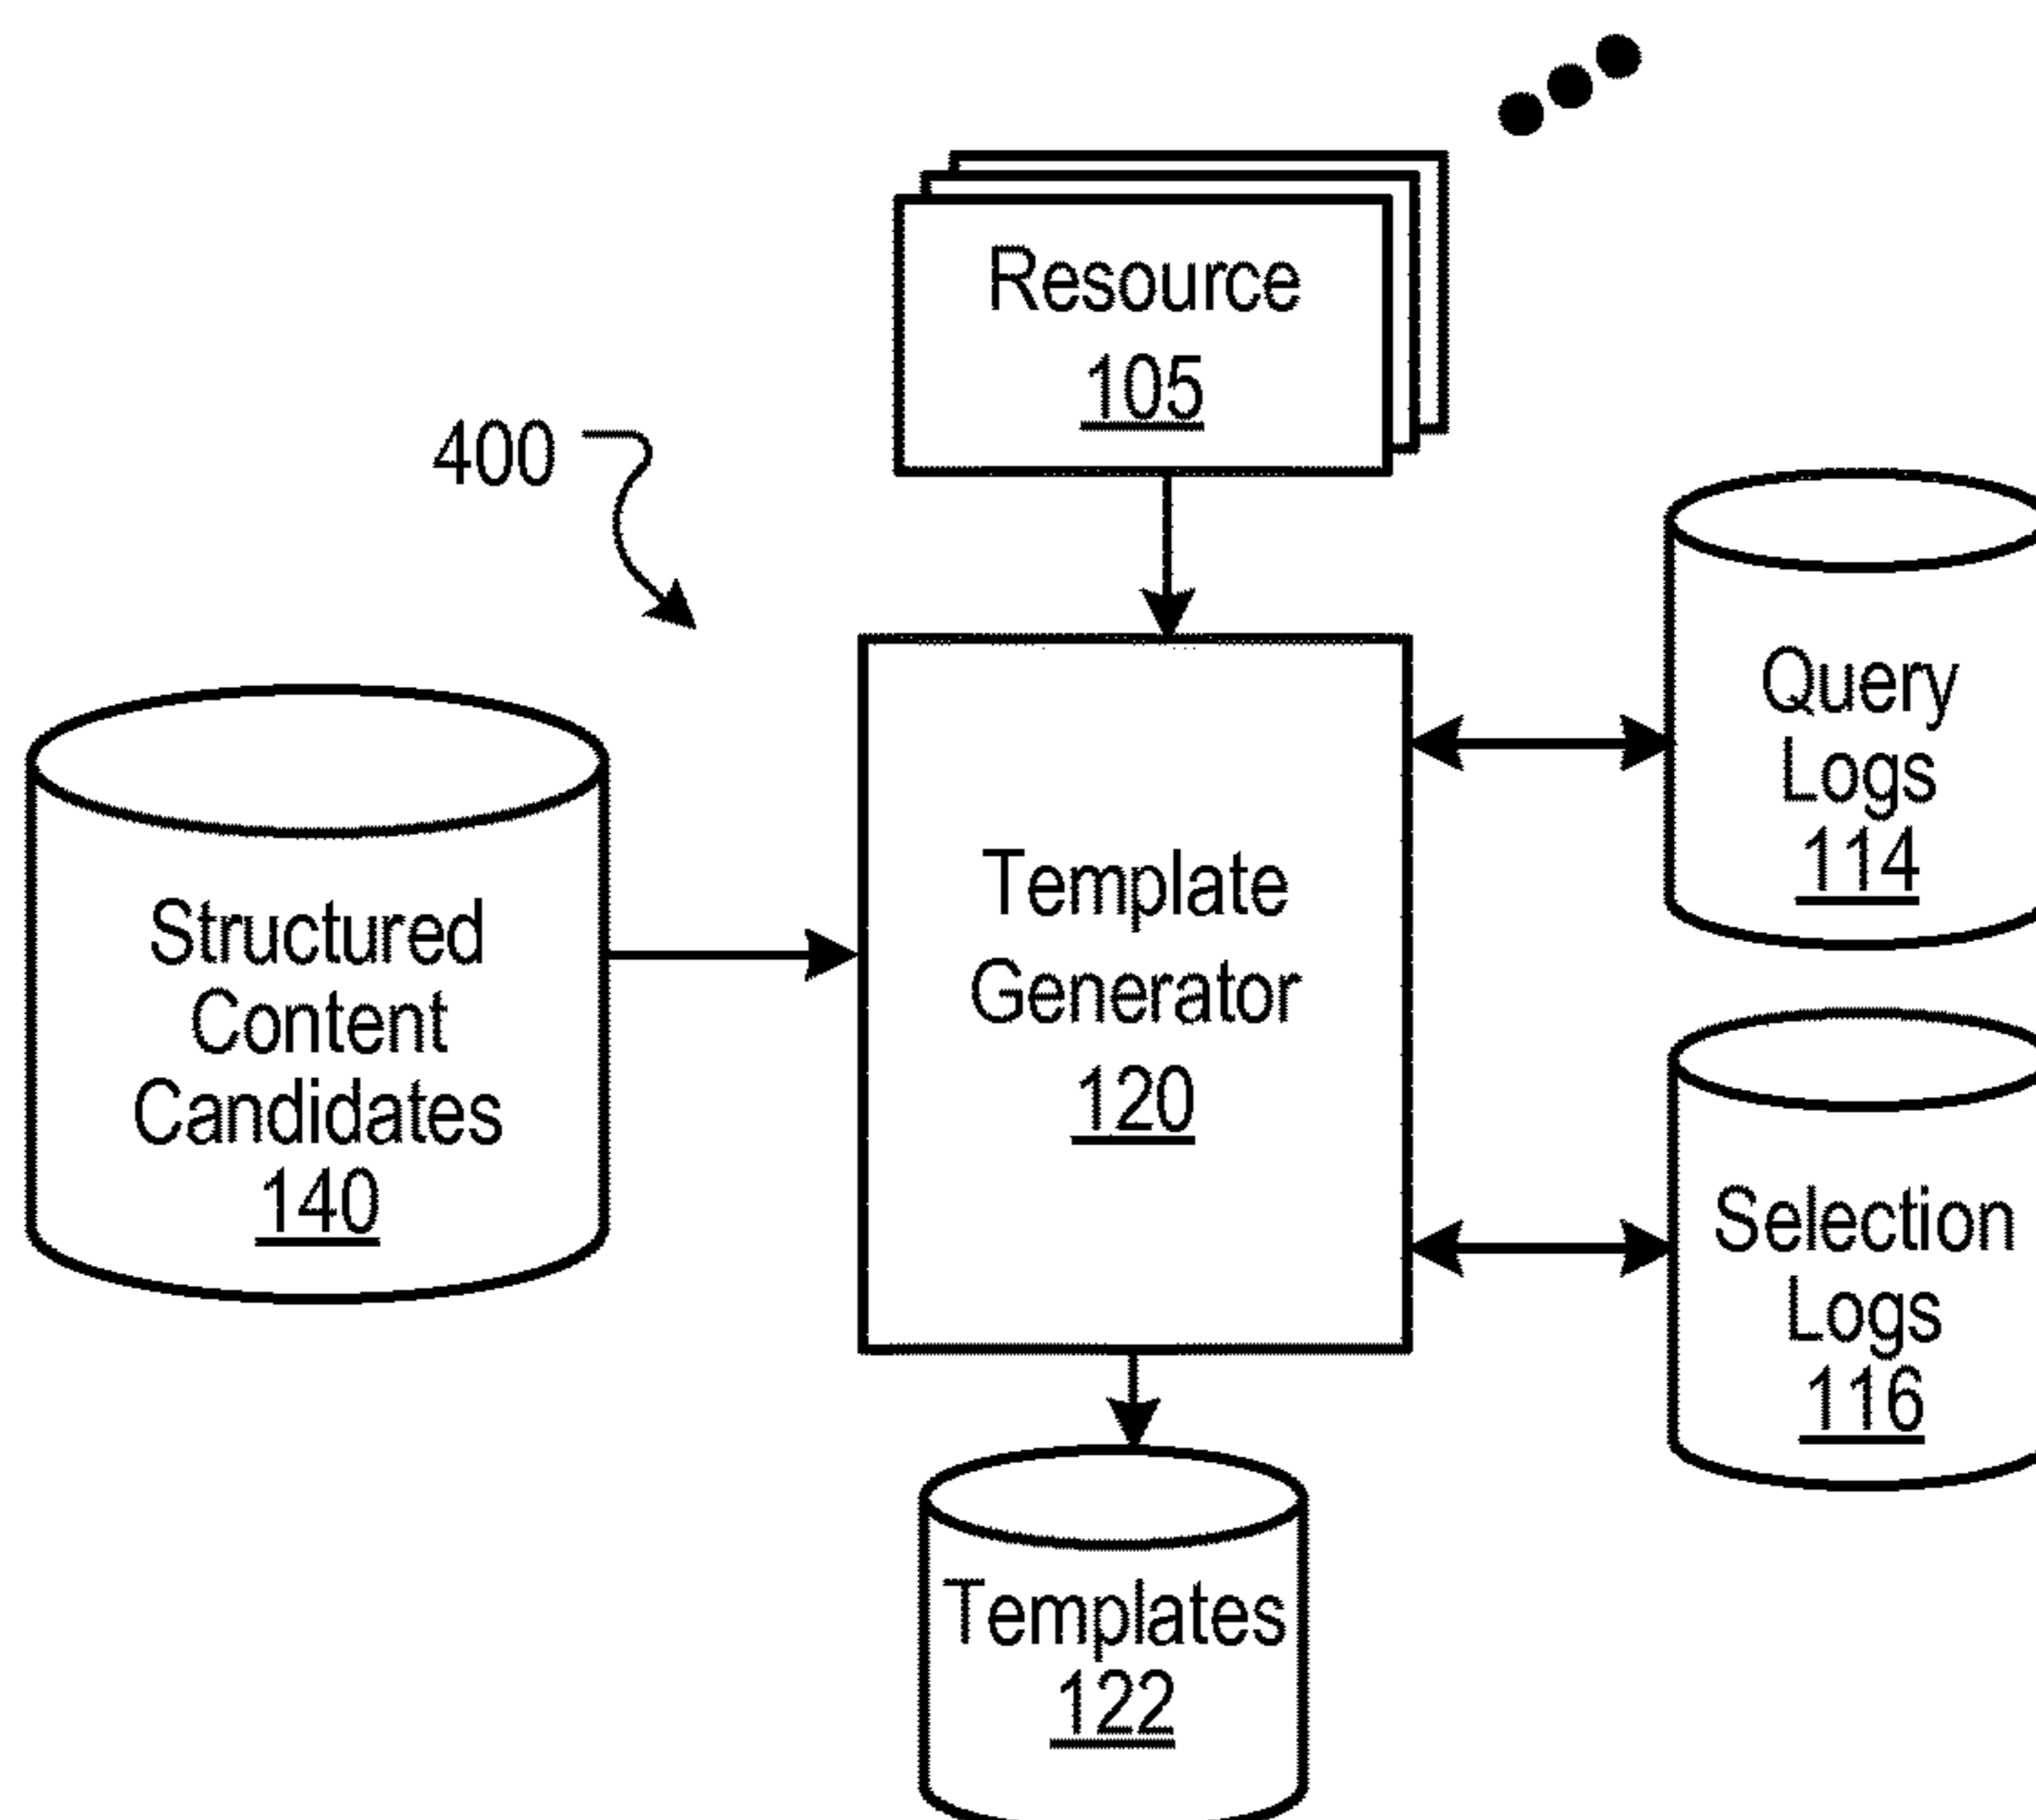 Resource
105
400
Structured
Content
Candidates
140
Template
Generator
120
Query
Logs
114
Selection
Logs
116
Templates
122